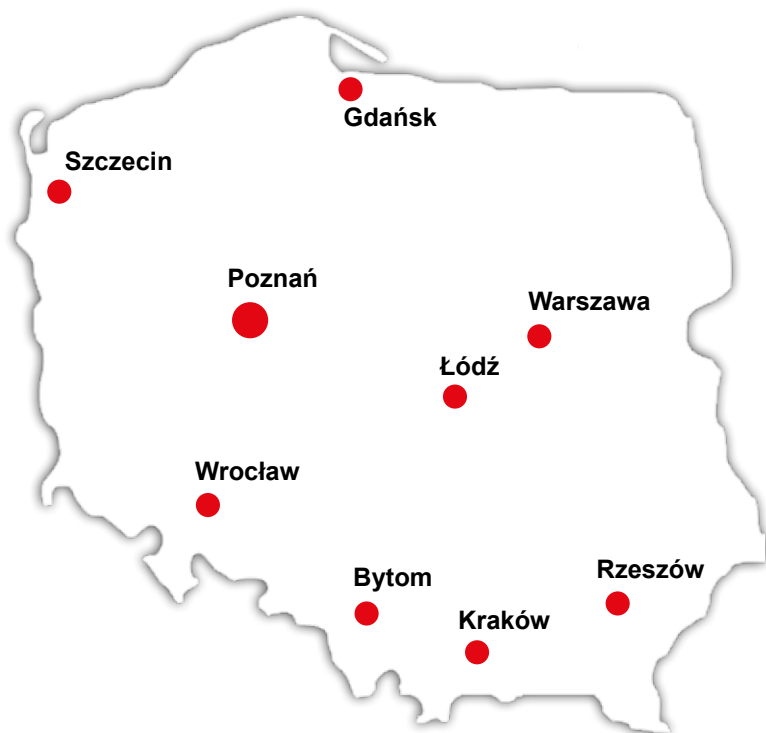 Gdańsk
Szczecin
Poznań
Warszawa
Łódź
Wrocław
Bytom
Rzeszów
Kraków